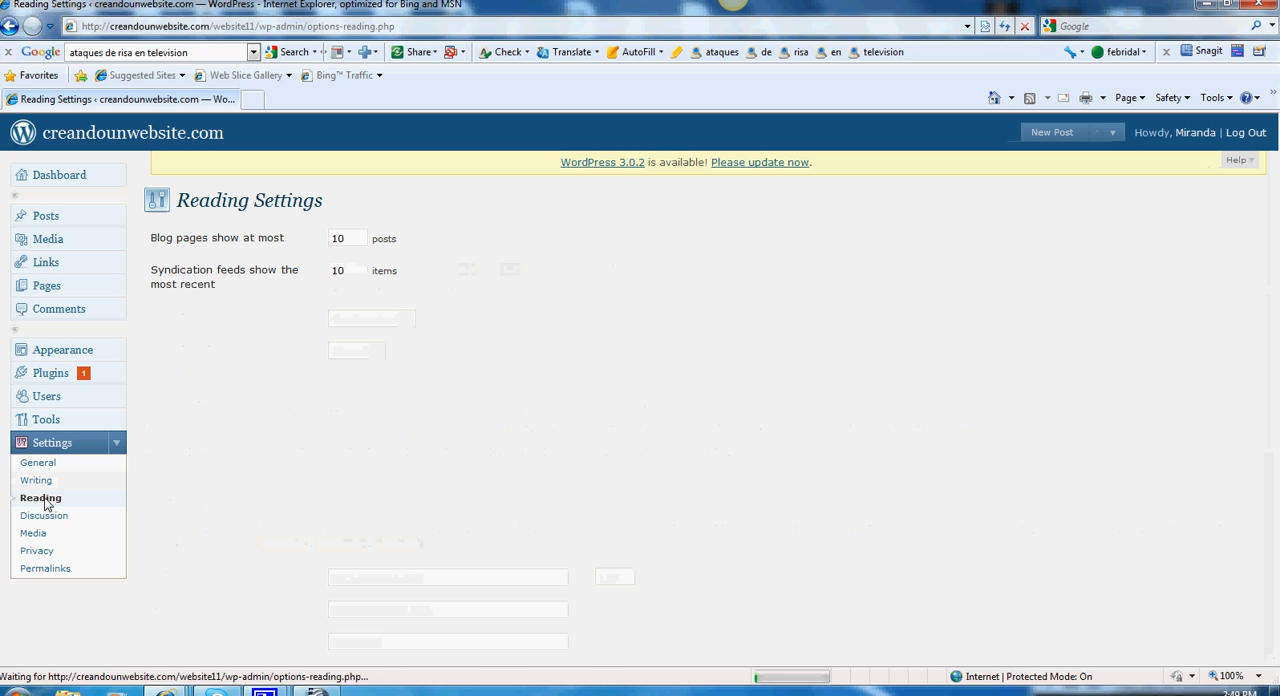 Reading Settings ‹ creandounwebsite.com — WordPress - Internet Explorer, optimized for Bing and MSN
http://creandounwebsite.com/website11/wp-admin/options-reading.php
Google
Google ataques de risa en television Search Share Check Translate AutoFill ataques de risa en television febridal Snagit
Favorites Suggested Sites Web Slice Gallery Bing™ Traffic
Reading Settings ‹ creandounwebsite.com — Wo...
Page Safety Tools
creandounwebsite.com New Post Howdy, Miranda | Log Out
WordPress 3.0.2 is available! Please update now.
Help
Dashboard
Posts
Media
Links
Pages
Comments
Appearance
Plugins 1
Users
Tools
Settings
General
Writing
Reading
Discussion
Media
Privacy
Permalinks
Reading Settings
Blog pages show at most 10 posts
Syndication feeds show the most recent 10 items
Waiting for http://creandounwebsite.com/website11/wp-admin/options-reading.php...
Internet | Protected Mode: On
100%
2:49 PM